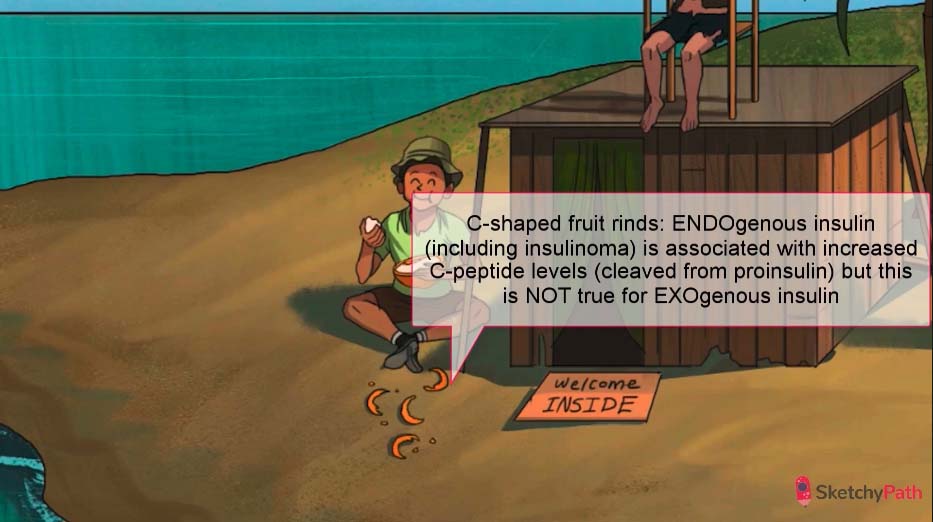 C-shaped fruit rinds: ENDOgenous insulin
(including insulinoma) is associated with increased
C-peptide levels (cleaved from proinsulin) but this
is NOT true for EXOgenous insulin
Welcome
INSIDE
SketchyPath